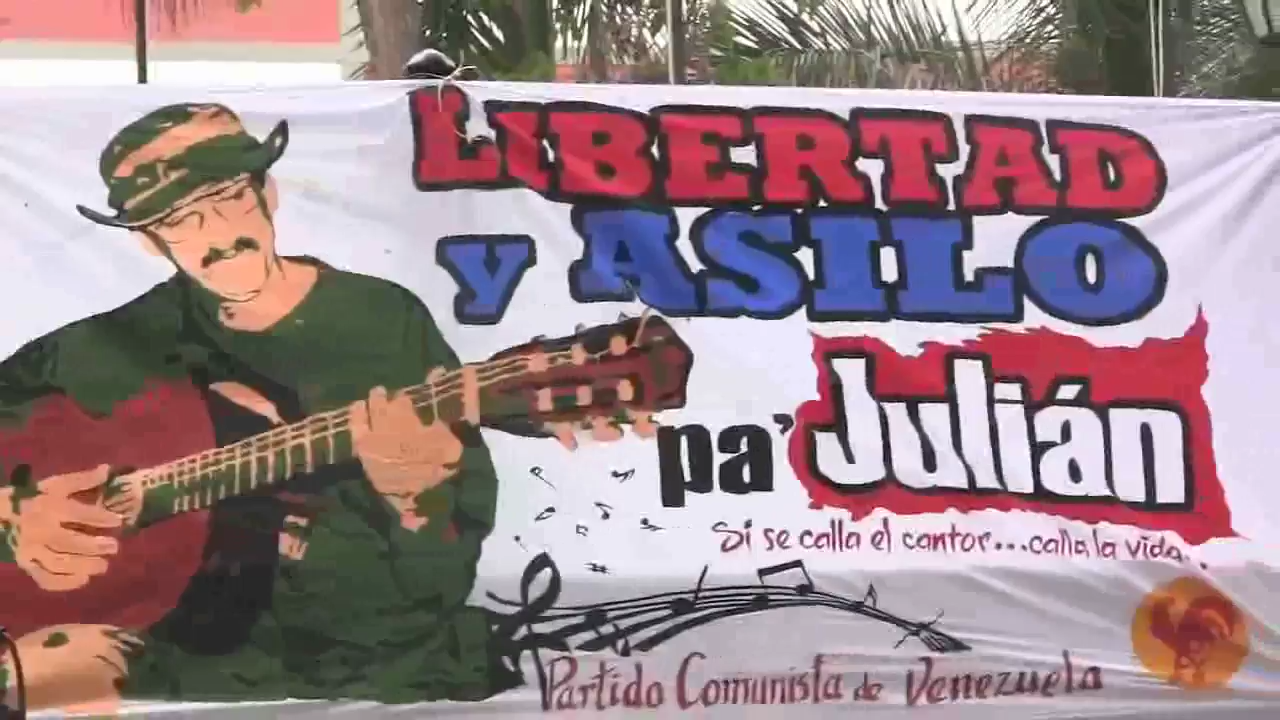 LIBERTAD
y ASILO
pa' Julián
Si se calla el cantor...calla la vida...
Partido Comunista de Venezuela